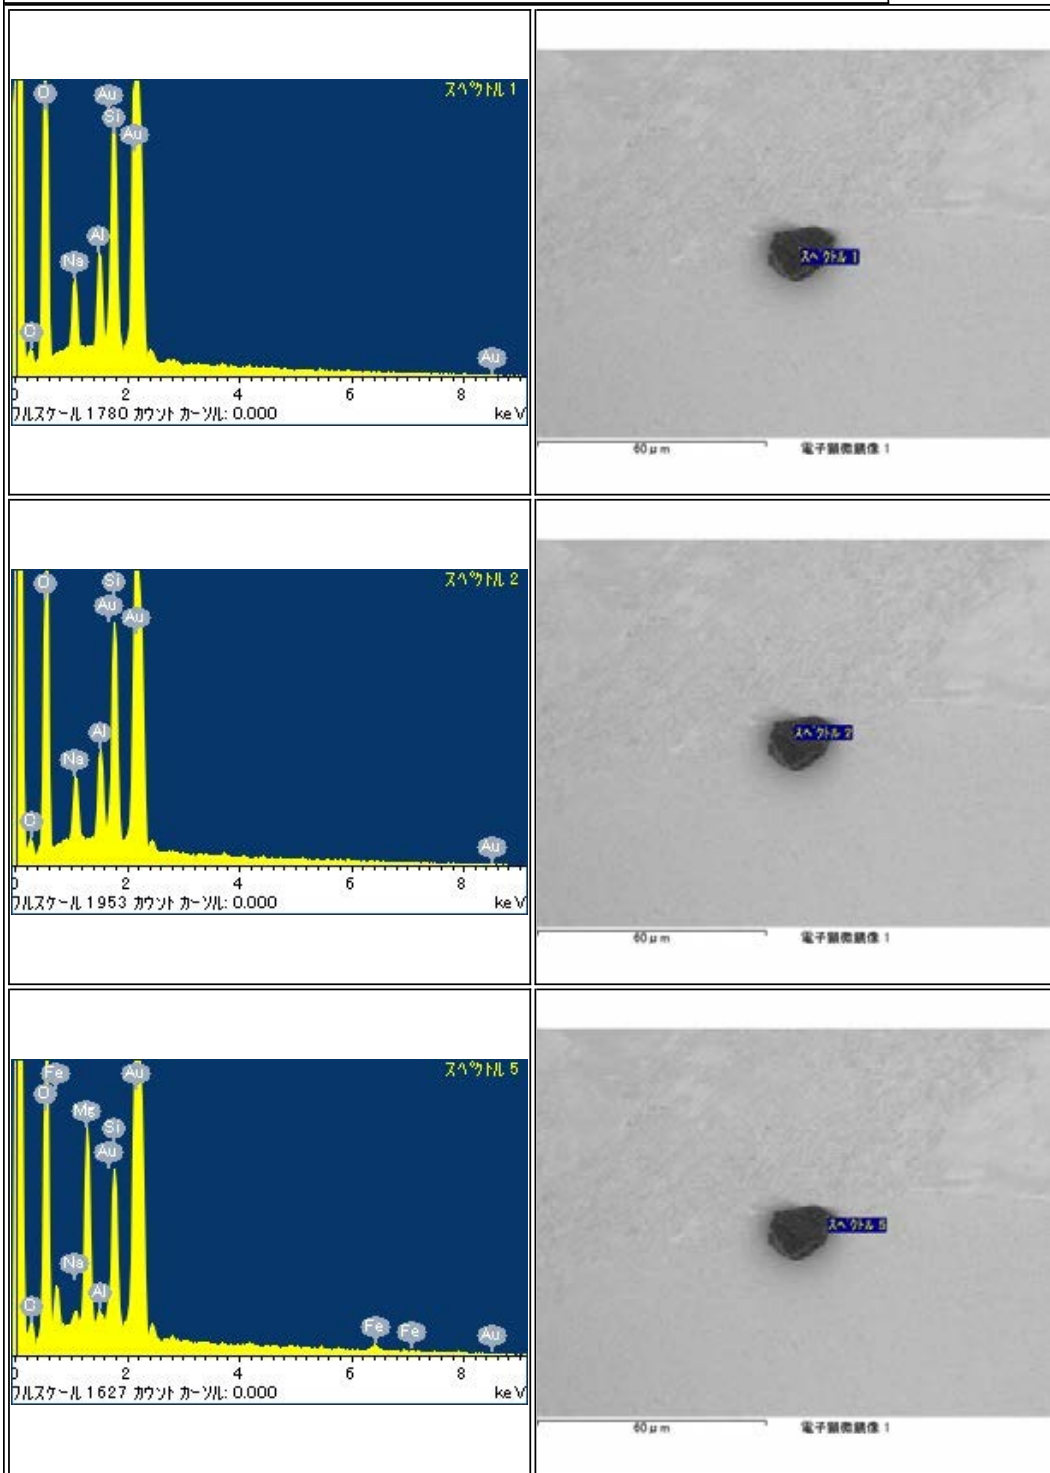 スペクトル 1
O Au Si Au Al Na C Au
0 2 4 6 8
フルスケール 1780 カウント カーソル: 0.000 keV
スペクトル 1
60μm 電子顕微鏡像 1
スペクトル 2
O Si Au Au Al Na C Au
0 2 4 6 8
フルスケール 1953 カウント カーソル: 0.000 keV
スペクトル 2
60μm 電子顕微鏡像 1
スペクトル 5
Fe Au O Mg Si Au Na Al C Fe Fe Au
0 2 4 6 8
フルスケール 1627 カウント カーソル: 0.000 keV
スペクトル 5
60μm 電子顕微鏡像 1